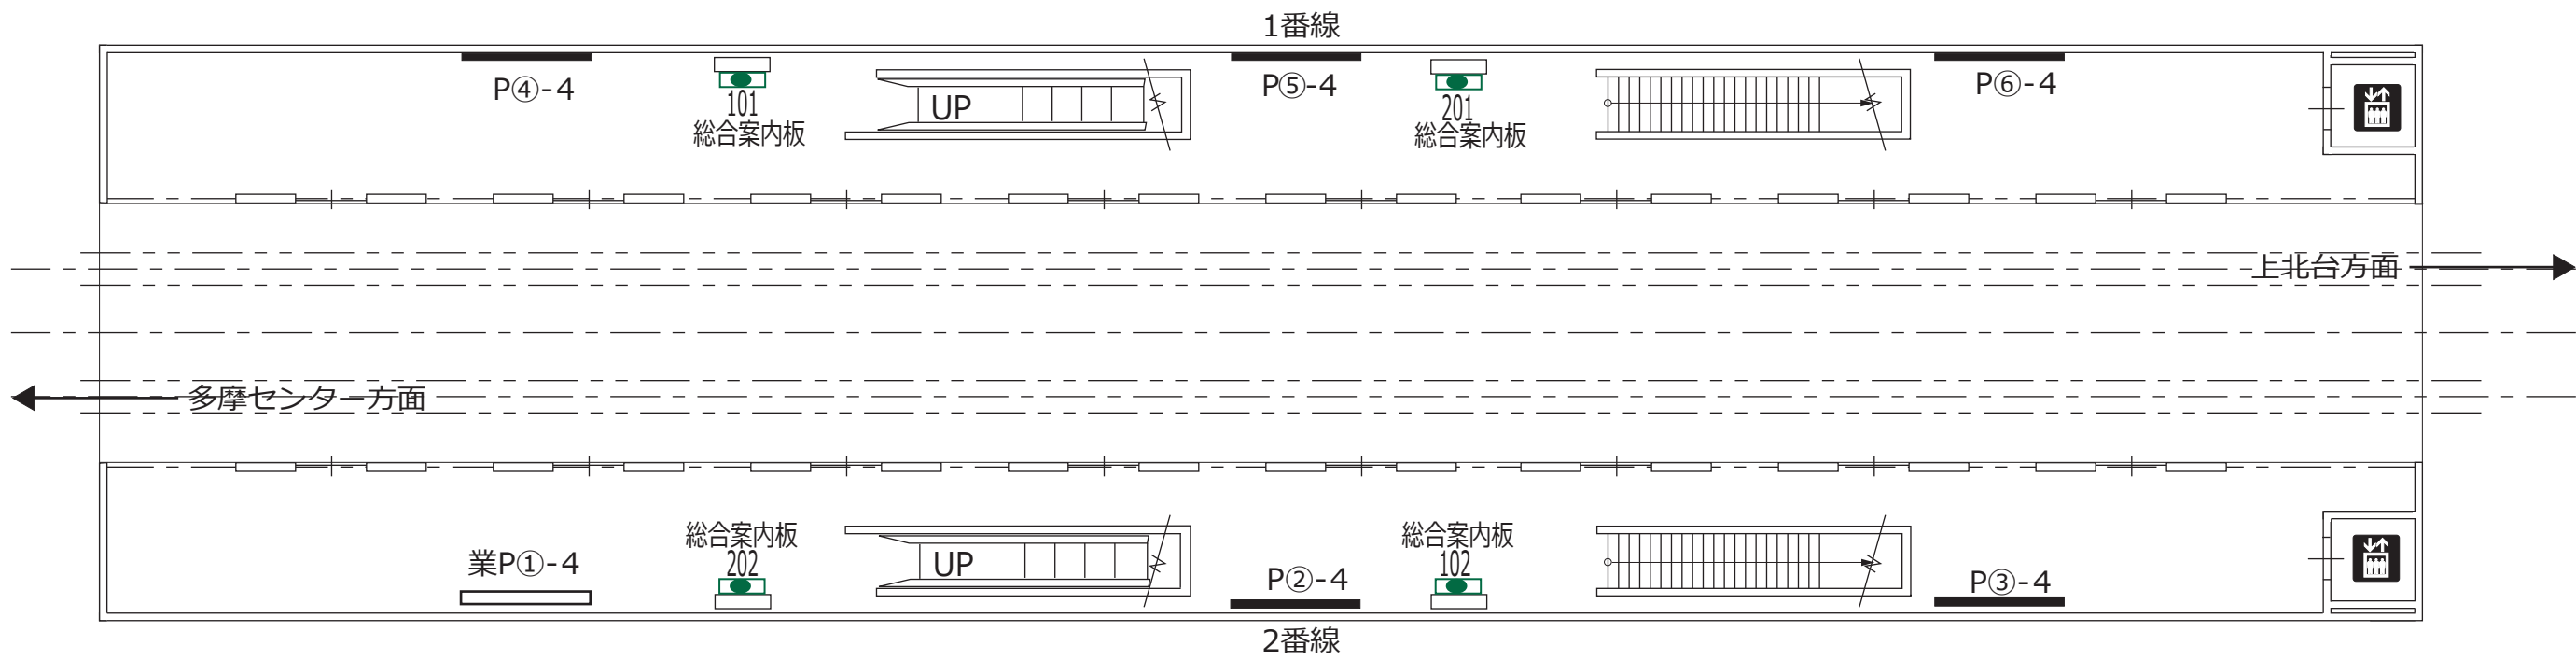 1番線
P④-4
101
総合案内板
UP
P⑤-4
201
総合案内板
P⑥-4
上北台方面
多摩センター方面
業P①-4
総合案内板
202
UP
P②-4
総合案内板
102
P③-4
2番線